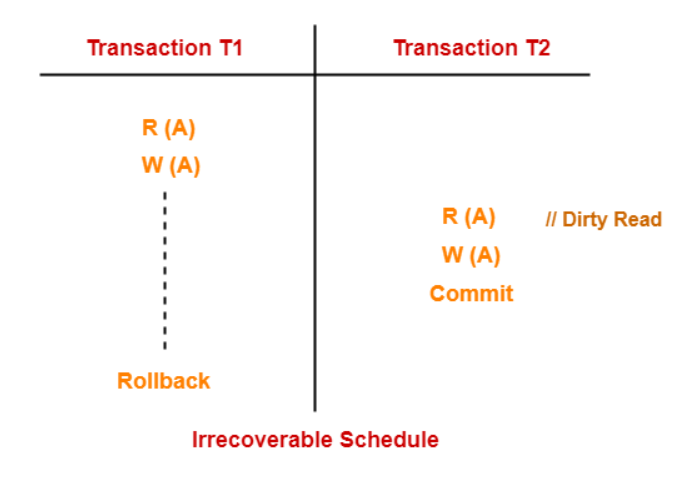 Transaction T1
Transaction T2
R (A)
W (A)
R (A) // Dirty Read
W (A)
Commit
Rollback
Irrecoverable Schedule